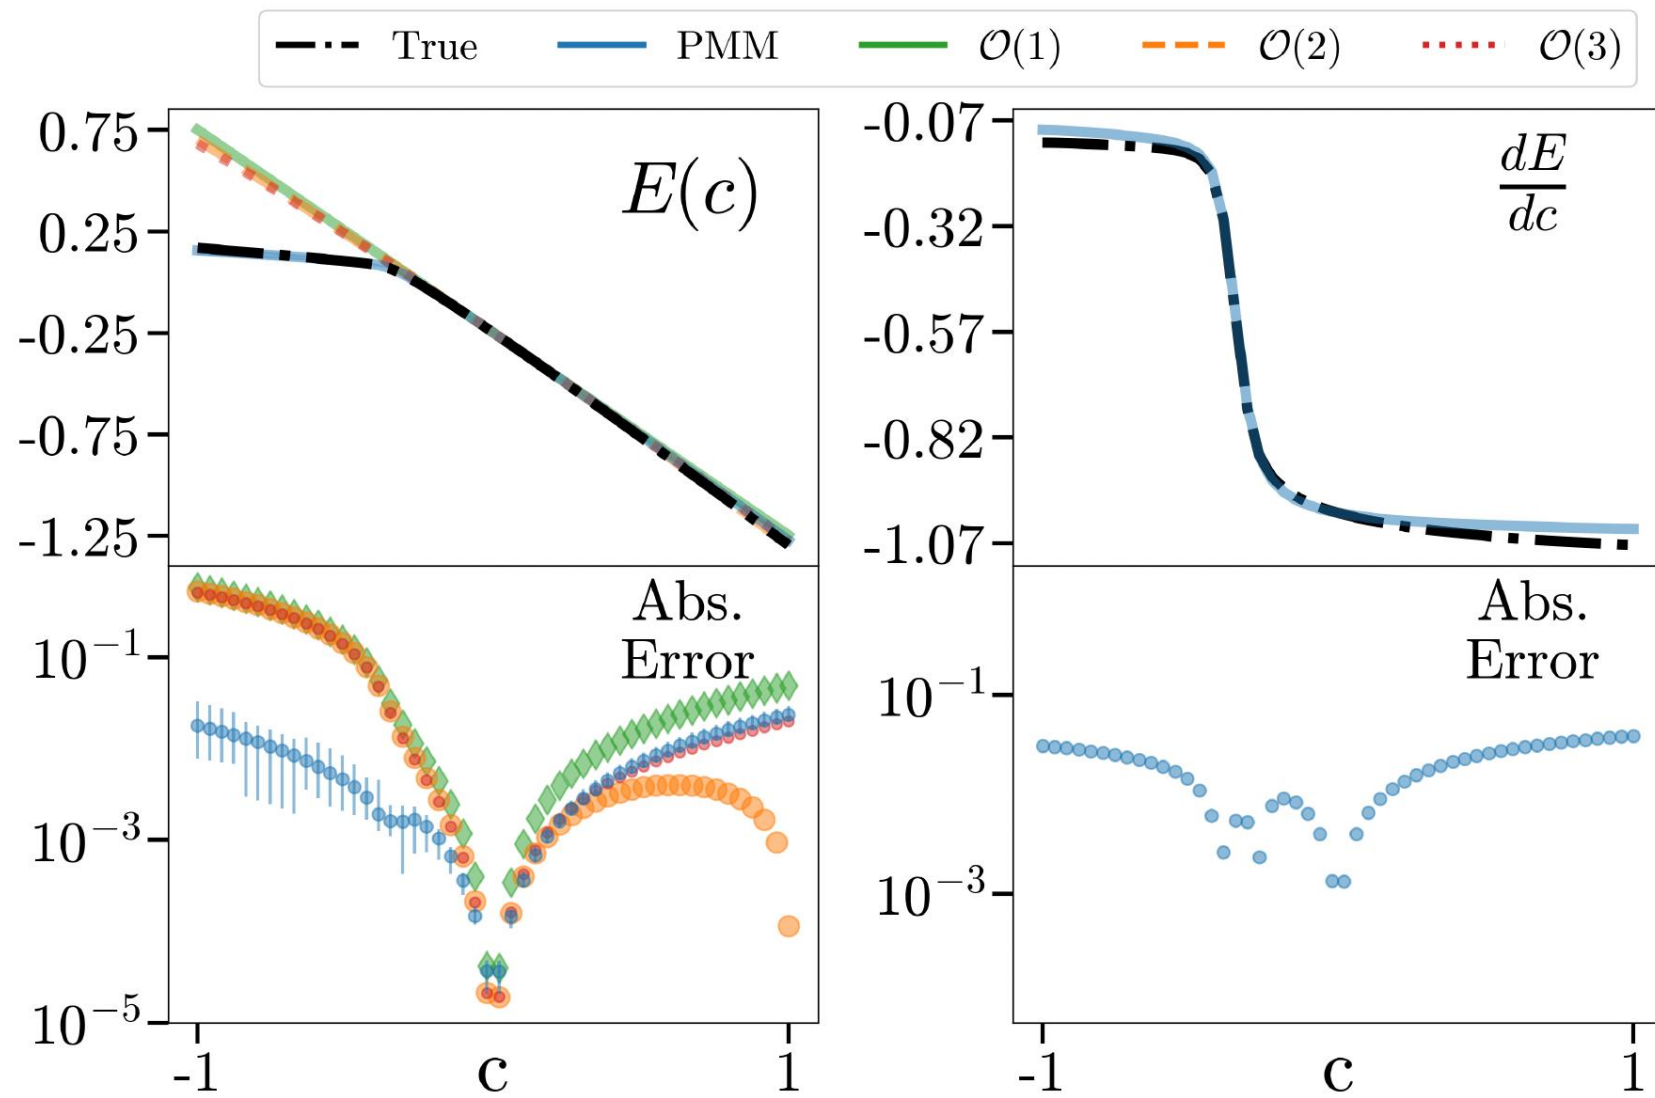 True PMM 𝒪(1) 𝒪(2) 𝒪(3)
0.75
0.25
-0.25
-0.75
-1.25
E(c)
-0.07
-0.32
-0.57
-0.82
-1.07
dE
dc
10⁻¹
10⁻³
10⁻⁵
Abs.
Error
-1 c 1
10⁻¹
10⁻³
Abs.
Error
-1 c 1